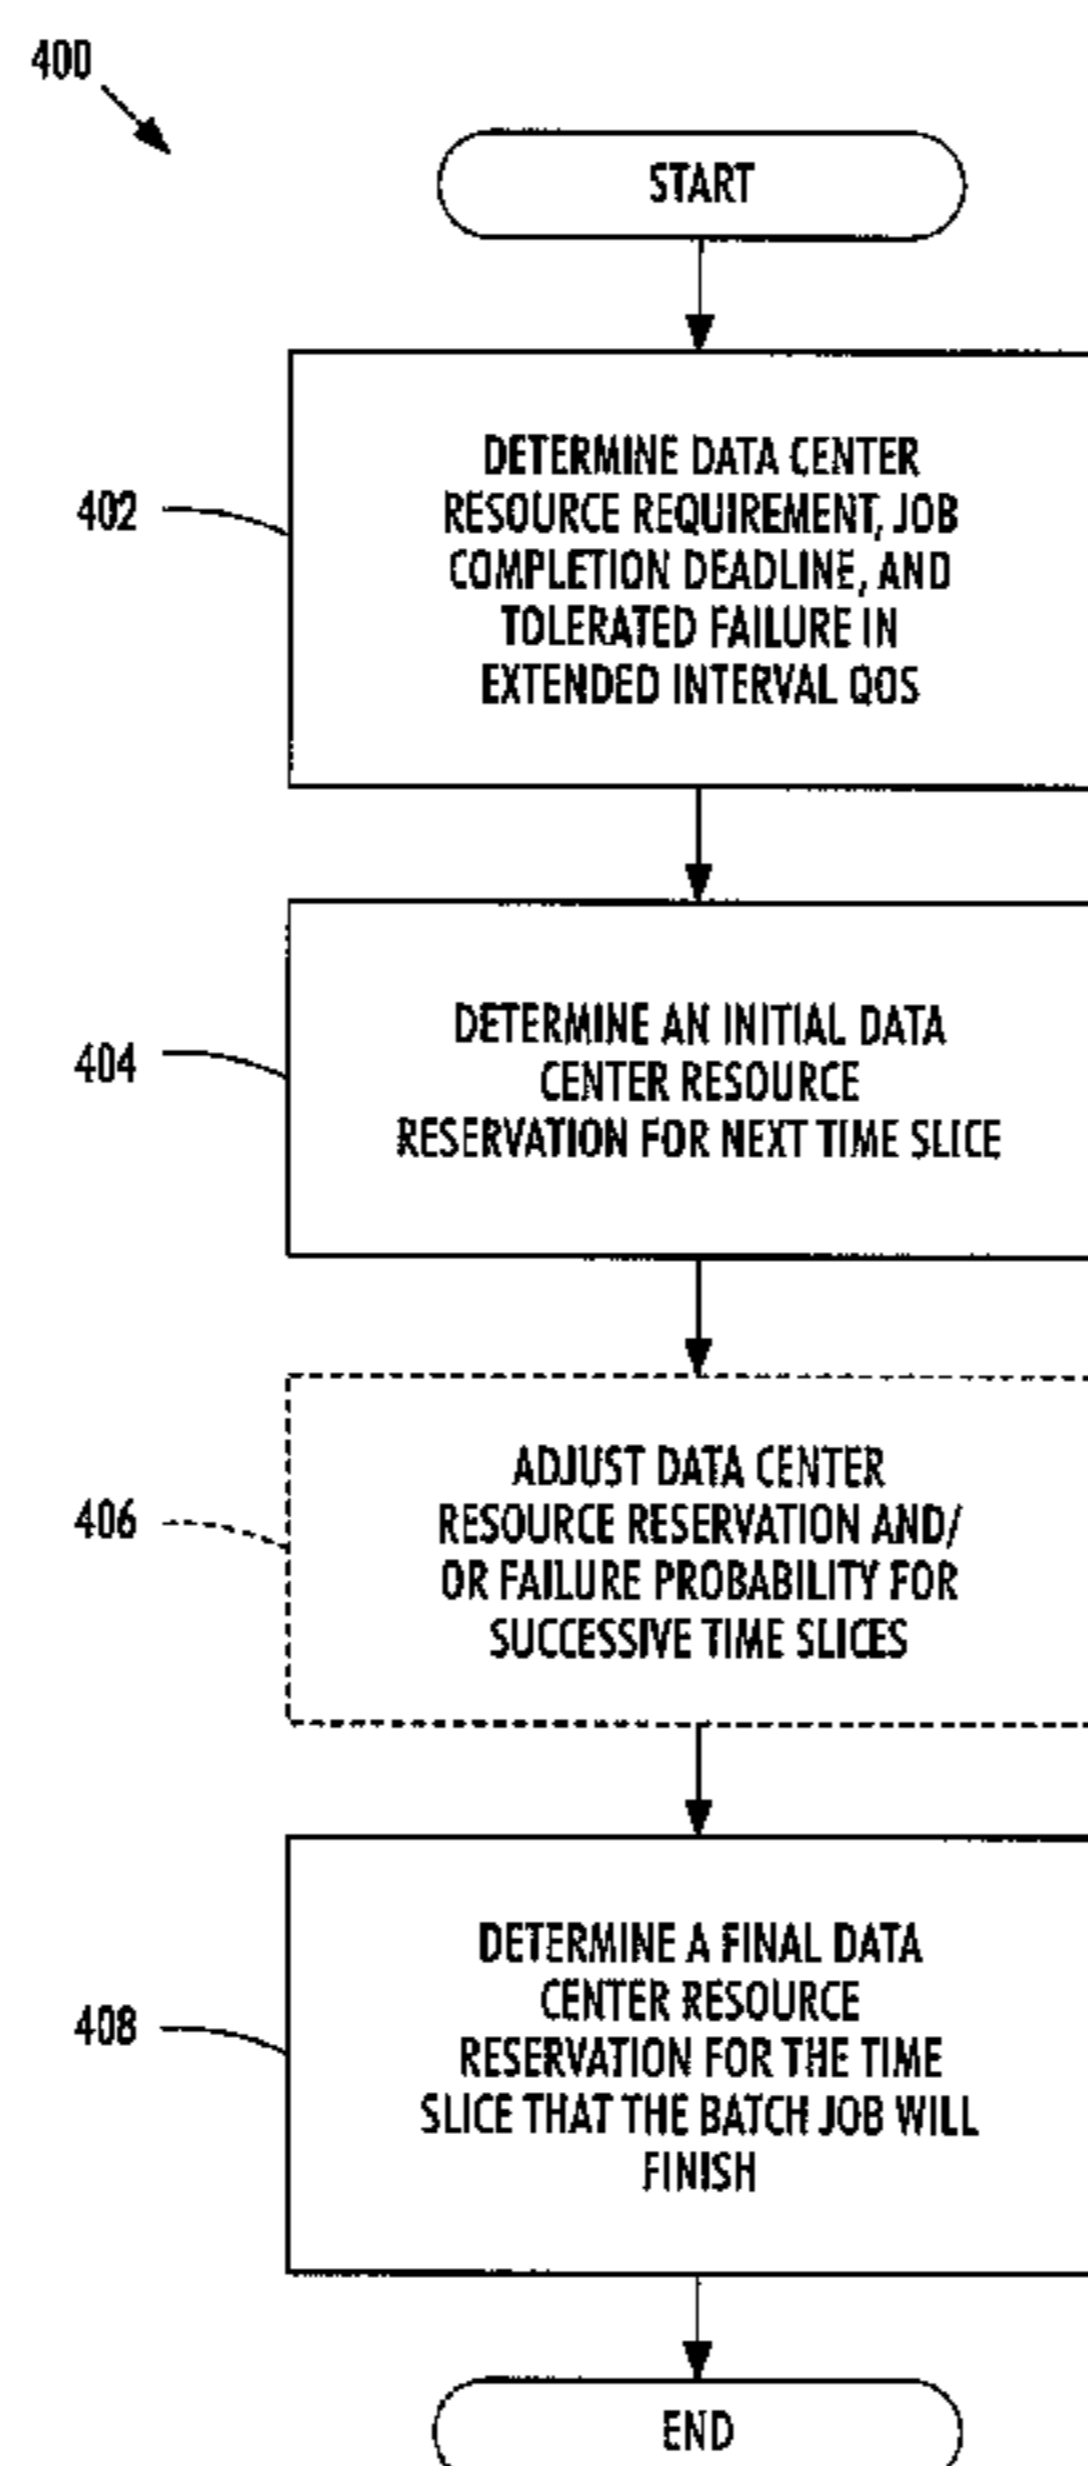 400
START
402
DETERMINE DATA CENTER
RESOURCE REQUIREMENT, JOB
COMPLETION DEADLINE, AND
TOLERATED FAILURE IN
EXTENDED INTERVAL QOS
404
DETERMINE AN INITIAL DATA
CENTER RESOURCE
RESERVATION FOR NEXT TIME SLICE
406
ADJUST DATA CENTER
RESOURCE RESERVATION AND/
OR FAILURE PROBABILITY FOR
SUCCESSIVE TIME SLICES
408
DETERMINE A FINAL DATA
CENTER RESOURCE
RESERVATION FOR THE TIME
SLICE THAT THE BATCH JOB WILL
FINISH
END